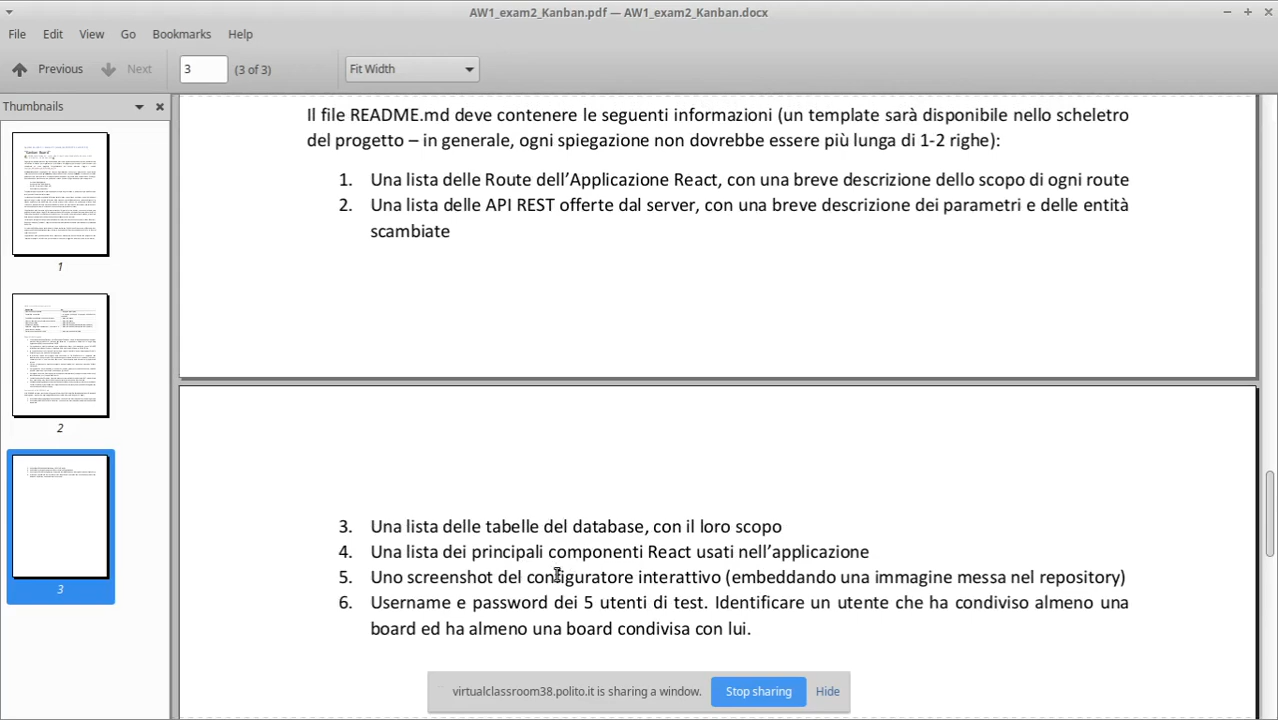 AW1_exam2_Kanban.pdf — AW1_exam2_Kanban.docx
File Edit View Go Bookmarks Help
Previous Next 3 (3 of 3) Fit Width
Thumbnails
1
2
3
Il file README.md deve contenere le seguenti informazioni (un template sarà disponibile nello scheletro
del progetto – in generale, ogni spiegazione non dovrebbe essere più lunga di 1-2 righe):
1. Una lista delle Route dell’Applicazione React, con una breve descrizione dello scopo di ogni route
2. Una lista delle API REST offerte dal server, con una breve descrizione dei parametri e delle entità
scambiate
3. Una lista delle tabelle del database, con il loro scopo
4. Una lista dei principali componenti React usati nell’applicazione
5. Uno screenshot del configuratore interattivo (embeddando una immagine messa nel repository)
6. Username e password dei 5 utenti di test. Identificare un utente che ha condiviso almeno una
board ed ha almeno una board condivisa con lui.
virtualclassroom38.polito.it is sharing a window. Stop sharing Hide